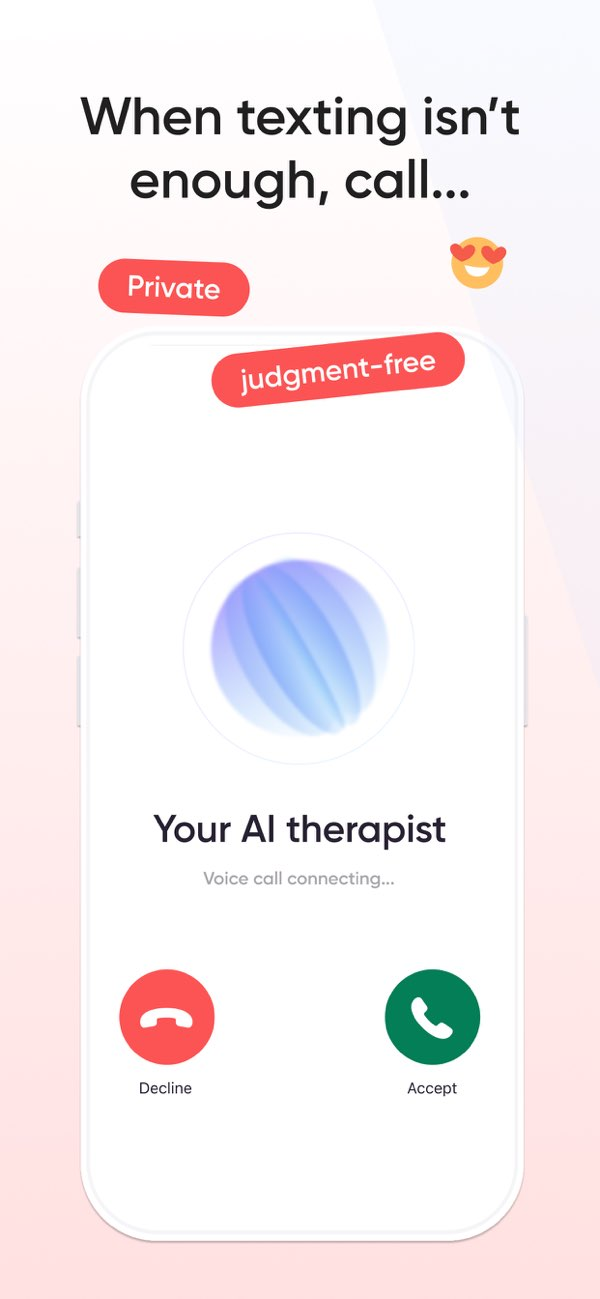 When texting isn’t
enough, call...
Private
judgment-free
Your AI therapist
Voice call connecting...
Decline
Accept